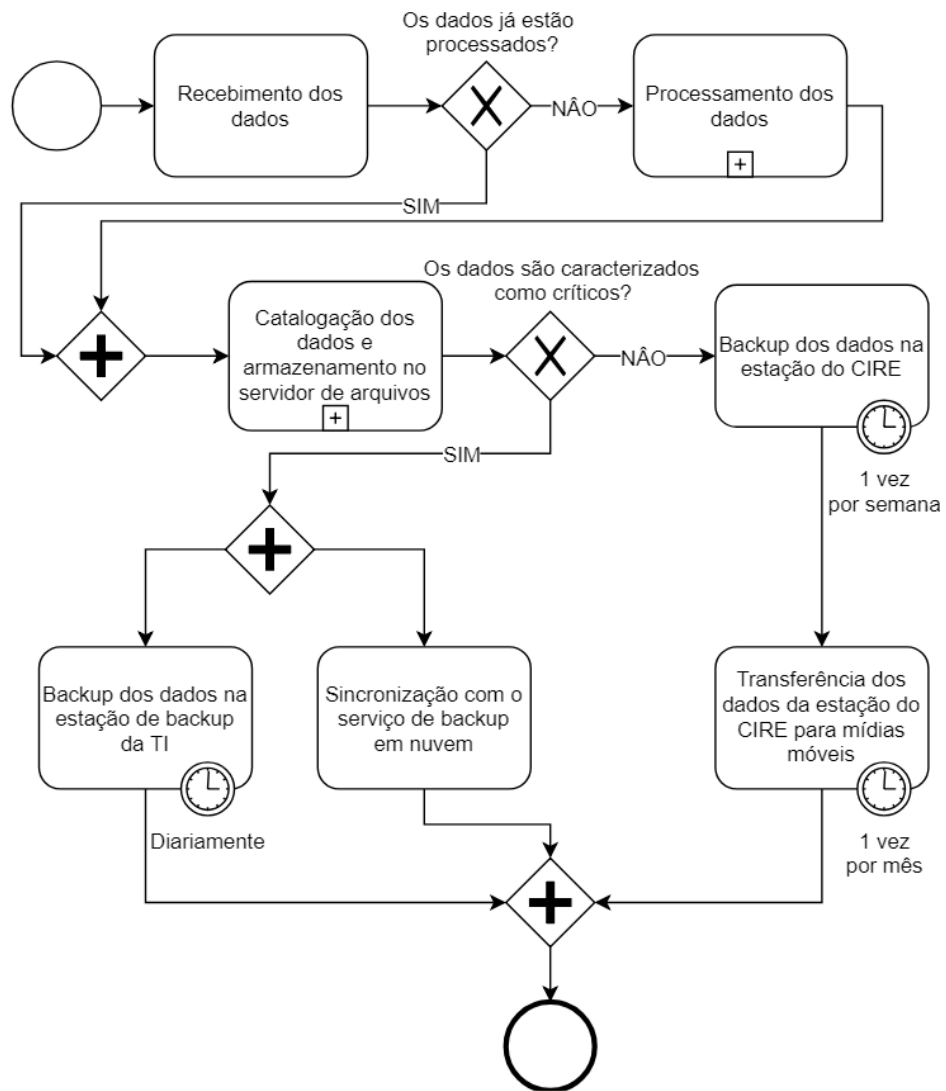 Os dados já estão
processados?
Recebimento dos
dados
NÂO
Processamento dos
dados
SIM
Os dados são caracterizados
como críticos?
Catalogação dos
dados e
armazenamento no
servidor de arquivos
NÂO
Backup dos dados na
estação do CIRE
SIM
1 vez
por semana
Backup dos dados na
estação de backup
da TI
Sincronização com o
serviço de backup
em nuvem
Transferência dos
dados da estação do
CIRE para mídias
móveis
Diariamente
1 vez
por mês